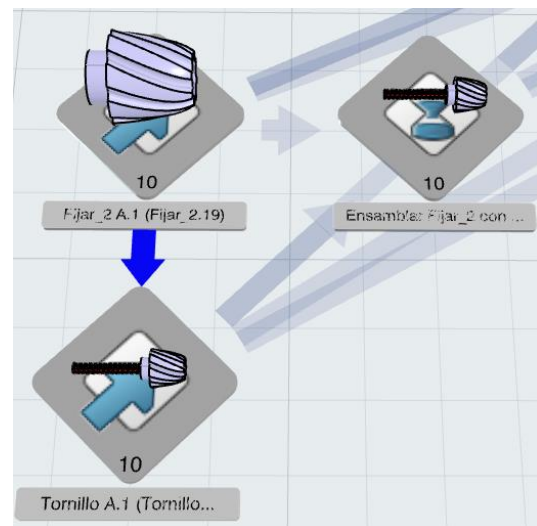 10
Fijar_2 A.1 (Fijar_2.19)
10
Ensamblar Fijar_2 con ...
10
Tornillo A.1 (Tornillo...